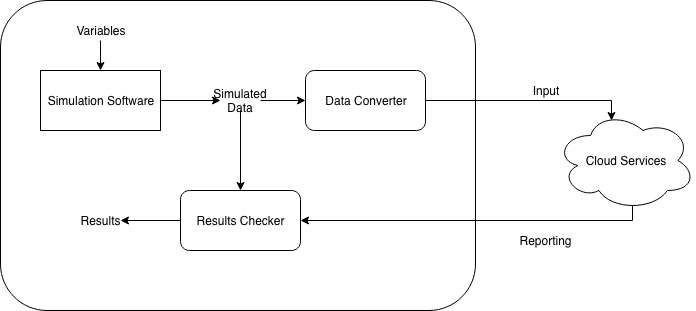 Variables
Simulation Software
Simulated
Data
Data Converter
Input
Cloud Services
Results
Results Checker
Reporting